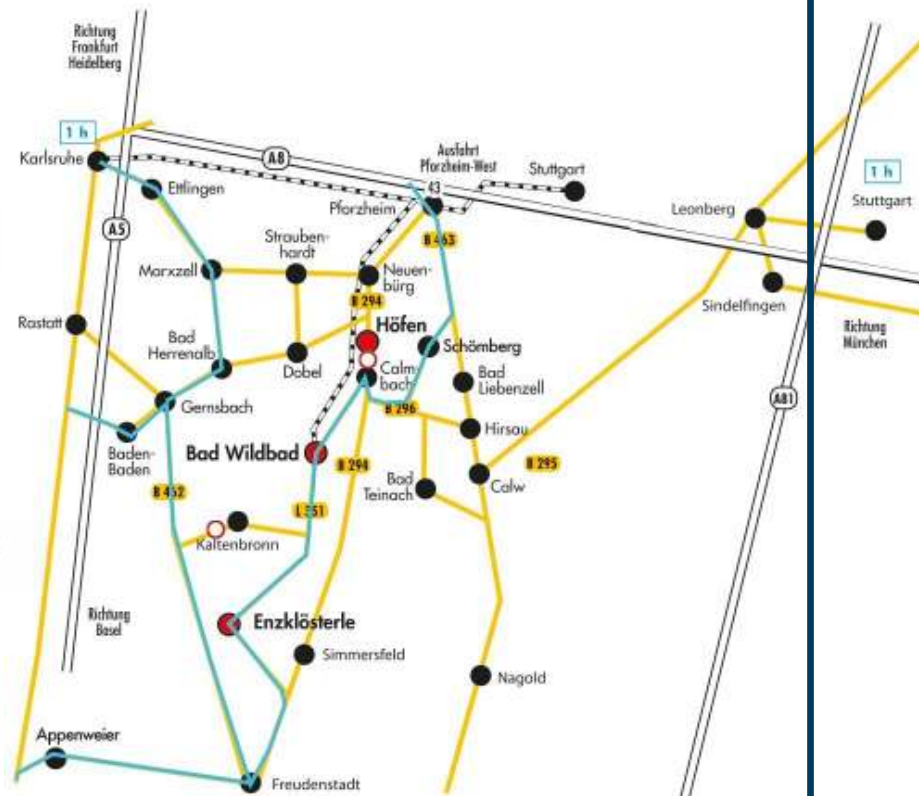 Richtung
Frankfurt
Heidelberg
1 h
Karlsruhe
A8
Ausfahrt
Pforzheim-West
43
Stuttgart
Ettlingen
Pforzheim
Leonberg
1 h
Stuttgart
A5
Strauben-
hardt
B 463
Marxzell
Neuen-
bürg
Sindelfingen
B 294
Rastatt
Höfen
Richtung
München
Bad
Herrenalb
Schömberg
Dobel
Calm-
bach
Bad
Liebenzell
A81
Gernsbach
B 296
Hirsau
Baden-
Baden
Bad Wildbad
B 294
B 295
B 462
Bad
Teinach
Calw
L 351
Kaltenbronn
Richtung
Basel
Enzklösterle
Simmersfeld
Nagold
Appenweier
Freudenstadt